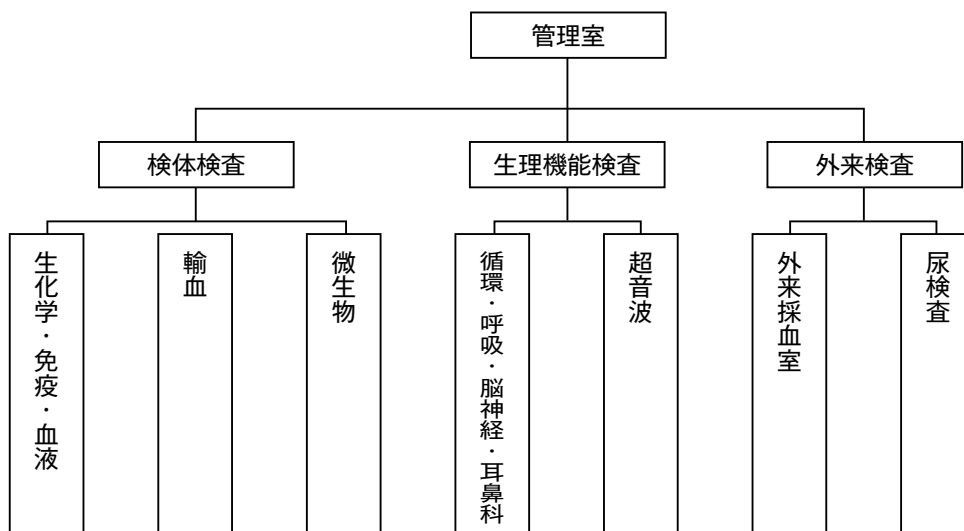 管理室
検体検査
生理機能検査
外来検査
生化学・免疫・血液
輸血
微生物
循環・呼吸・脳神経・耳鼻科
超音波
外来採血室
尿検査